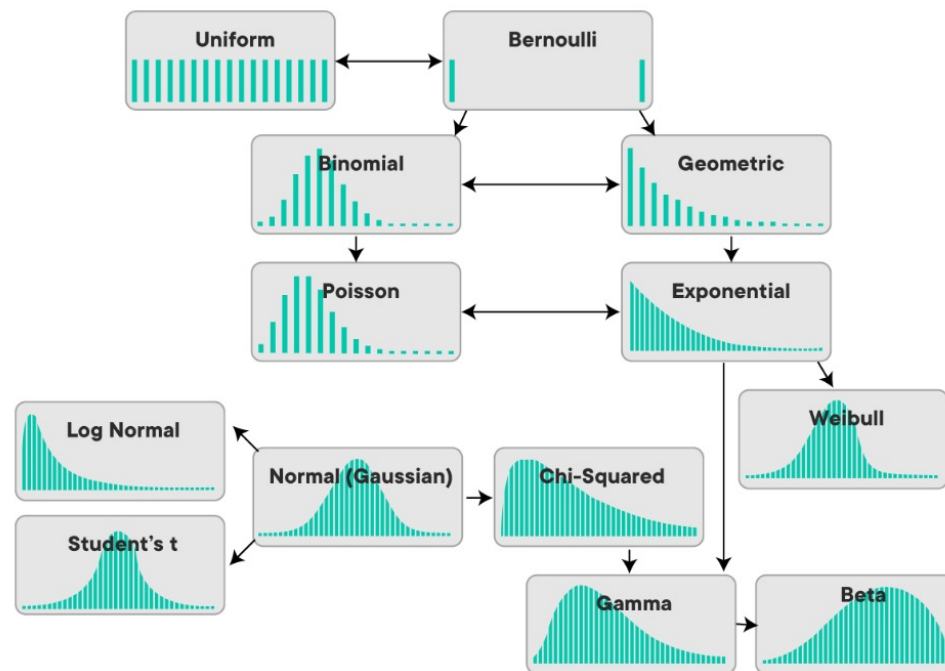 Uniform
Bernoulli
Binomial
Geometric
Poisson
Exponential
Weibull
Log Normal
Normal (Gaussian)
Chi-Squared
Student's t
Gamma
Beta